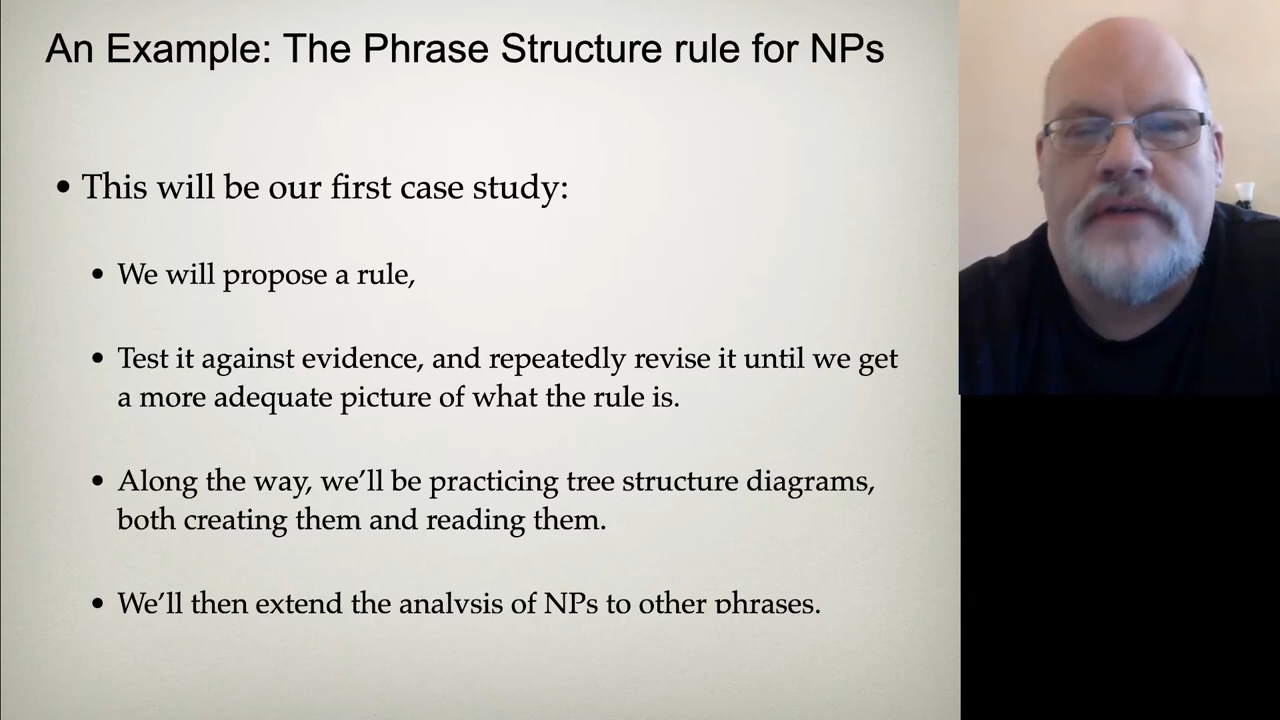 An Example: The Phrase Structure rule for NPs
• This will be our first case study:
• We will propose a rule,
• Test it against evidence, and repeatedly revise it until we get
a more adequate picture of what the rule is.
• Along the way, we’ll be practicing tree structure diagrams,
both creating them and reading them.
• We’ll then extend the analysis of NPs to other phrases.